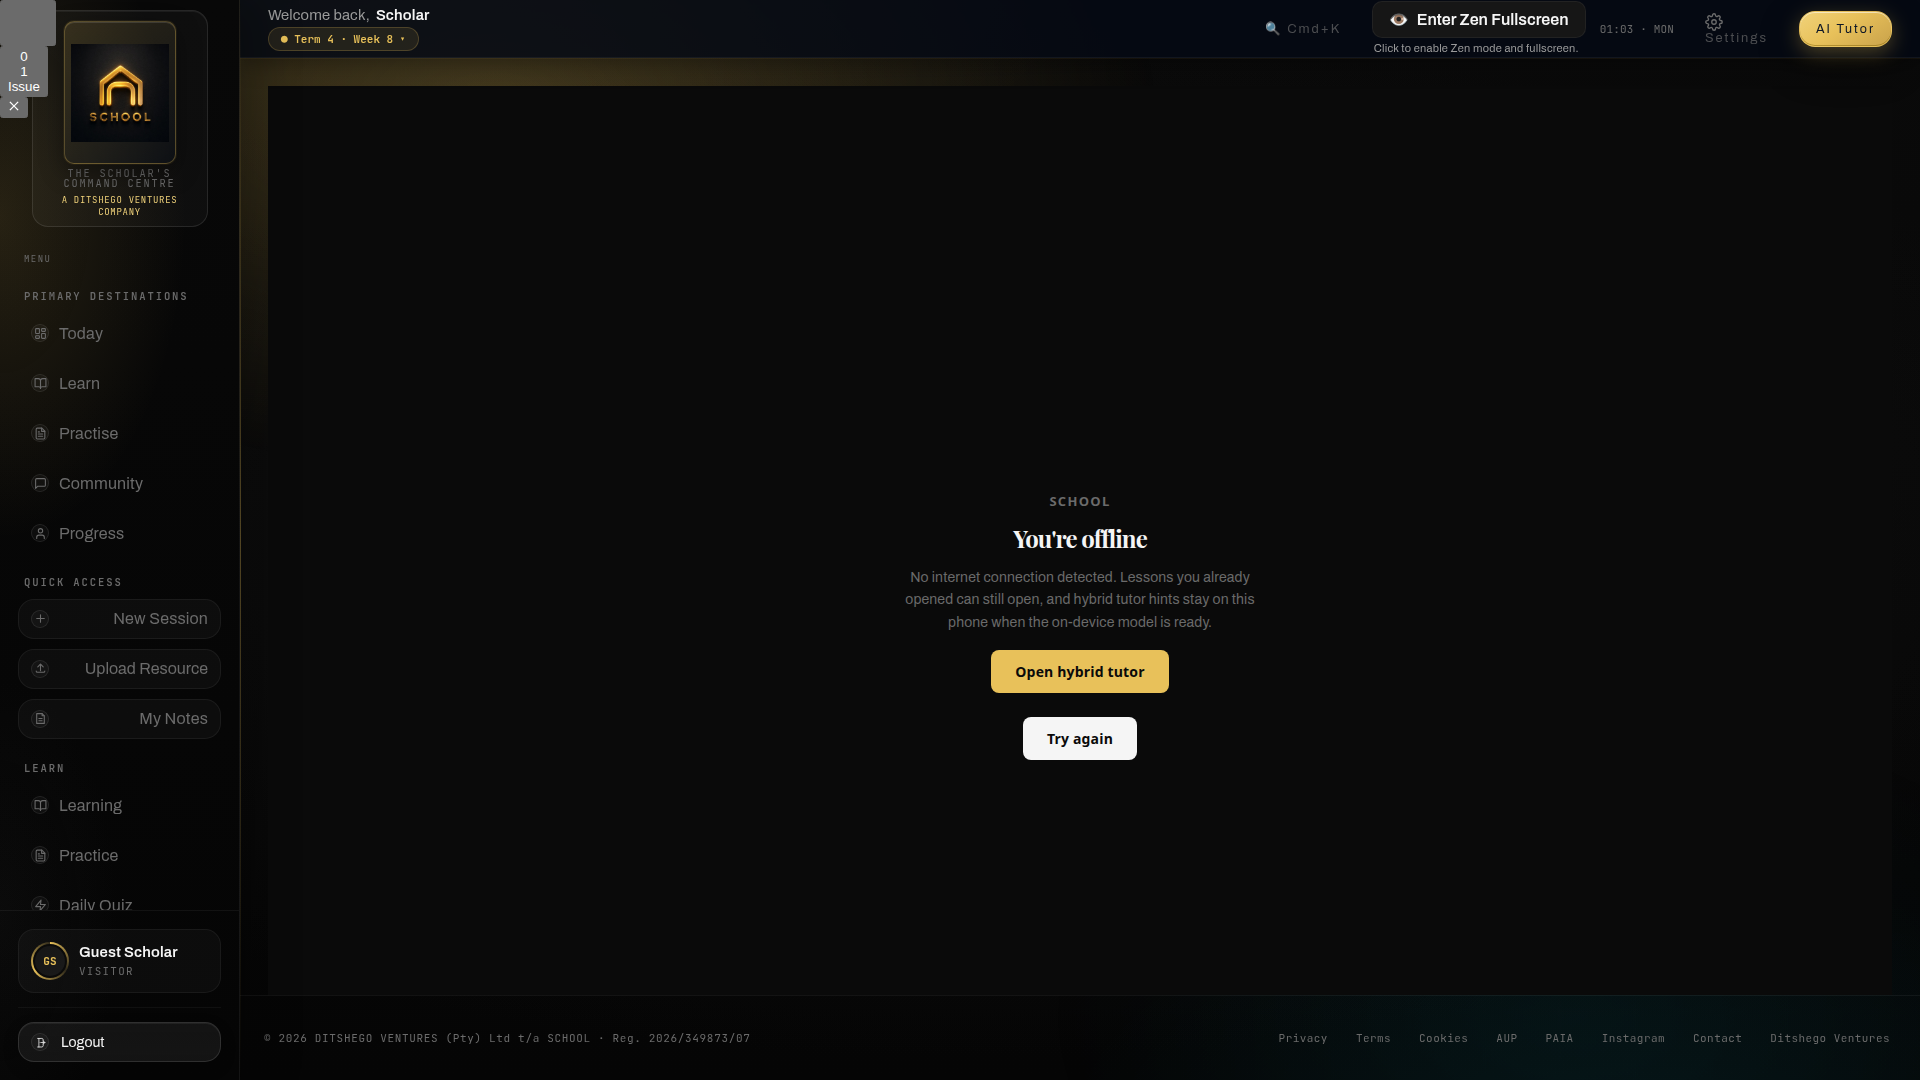 0
1
Issue
SCHOOL
THE SCHOLAR'S
COMMAND CENTRE
A DITSHEGO VENTURES
COMPANY
MENU
PRIMARY DESTINATIONS
Today
Learn
Practise
Community
Progress
QUICK ACCESS
New Session
Upload Resource
My Notes
LEARN
Learning
Practice
Daily Quiz
GS
Guest Scholar
VISITOR
Logout
Welcome back, Scholar
Term 4 · Week 8
Cmd+K
Enter Zen Fullscreen
Click to enable Zen mode and fullscreen.
01:03 · MON
Settings
AI Tutor
SCHOOL
You're offline
No internet connection detected. Lessons you already
opened can still open, and hybrid tutor hints stay on this
phone when the on-device model is ready.
Open hybrid tutor
Try again
© 2026 DITSHEGO VENTURES (Pty) Ltd t/a SCHOOL · Reg. 2026/349873/07
Privacy Terms Cookies AUP PAIA Instagram Contact Ditshego Ventures